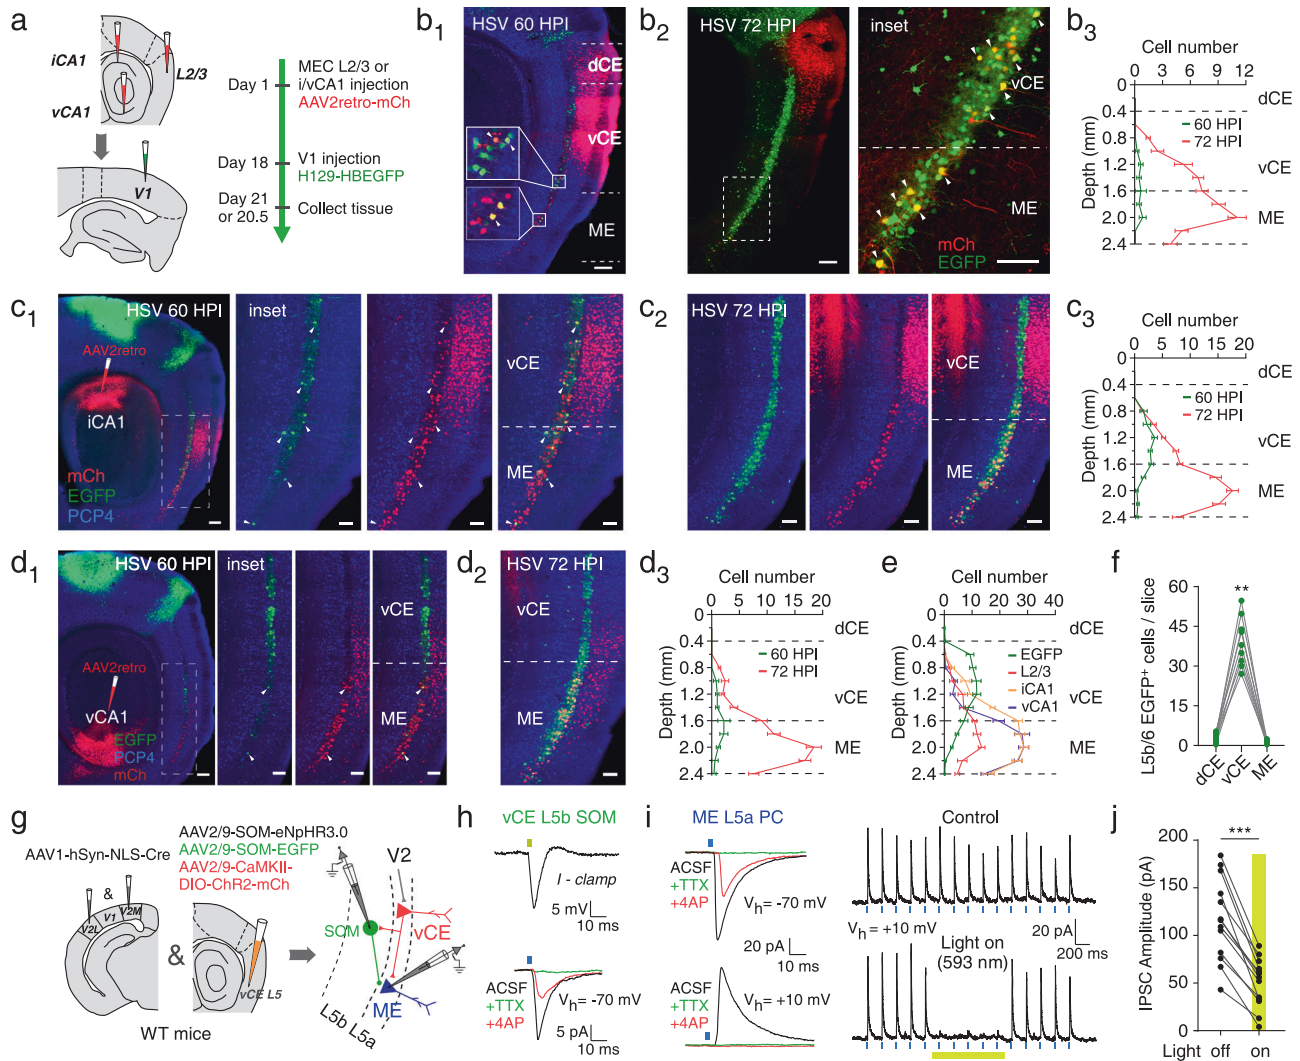 a
iCA1
L2/3
vCA1
V1
Day 1
MEC L2/3 or
i/vCA1 injection
AAV2retro-mCh
Day 18
V1 injection
H129-HBEGFP
Day 21
or 20.5
Collect tissue
b1
HSV 60 HPI
dCE
vCE
ME
b2
HSV 72 HPI
inset
vCE
ME
mCh
EGFP
b3
Cell number
0 3 6 9 12
0
0.4
0.8
1.2
1.6
2.0
2.4
Depth (mm)
60 HPI
72 HPI
dCE
vCE
ME
c1
HSV 60 HPI
AAV2retro
iCA1
mCh
EGFP
PCP4
inset
vCE
ME
c2
HSV 72 HPI
vCE
ME
c3
Cell number
0 5 10 15 20
0
0.4
0.8
1.2
1.6
2.0
2.4
Depth (mm)
60 HPI
72 HPI
dCE
vCE
ME
d1
HSV 60 HPI
AAV2retro
vCA1
EGFP
PCP4
mCh
inset
vCE
ME
d2
HSV 72 HPI
vCE
ME
d3
Cell number
0 5 10 15 20
0
0.4
0.8
1.2
1.6
2.0
2.4
Depth (mm)
60 HPI
72 HPI
dCE
vCE
ME
e
Cell number
0 10 20 30 40
0
0.4
0.8
1.2
1.6
2.0
2.4
Depth (mm)
EGFP
L2/3
iCA1
vCA1
dCE
vCE
ME
f
L5b/6 EGFP+ cells / slice
60
45
30
15
0
**
dCE
vCE
ME
g
AAV1-hSyn-NLS-Cre
AAV2/9-SOM-eNpHR3.0
AAV2/9-SOM-EGFP
AAV2/9-CaMKII-
DIO-ChR2-mCh
&
V2L
V1
V2M
&
vCE L5
WT mice
V2
SOM
vCE
ME
L5b
L5a
h
vCE L5b SOM
I - clamp
5 mV
10 ms
ACSF
+TTX
+4AP
Vh= -70 mV
5 pA
10 ms
i
ME L5a PC
ACSF
+TTX
+4AP
Vh= -70 mV
20 pA
10 ms
ACSF
+TTX
+4AP
Vh= +10 mV
Control
Vh= +10 mV
Light on
(593 nm)
20 pA
200 ms
j
IPSC Amplitude (pA)
200
150
100
50
0
***
Light off on